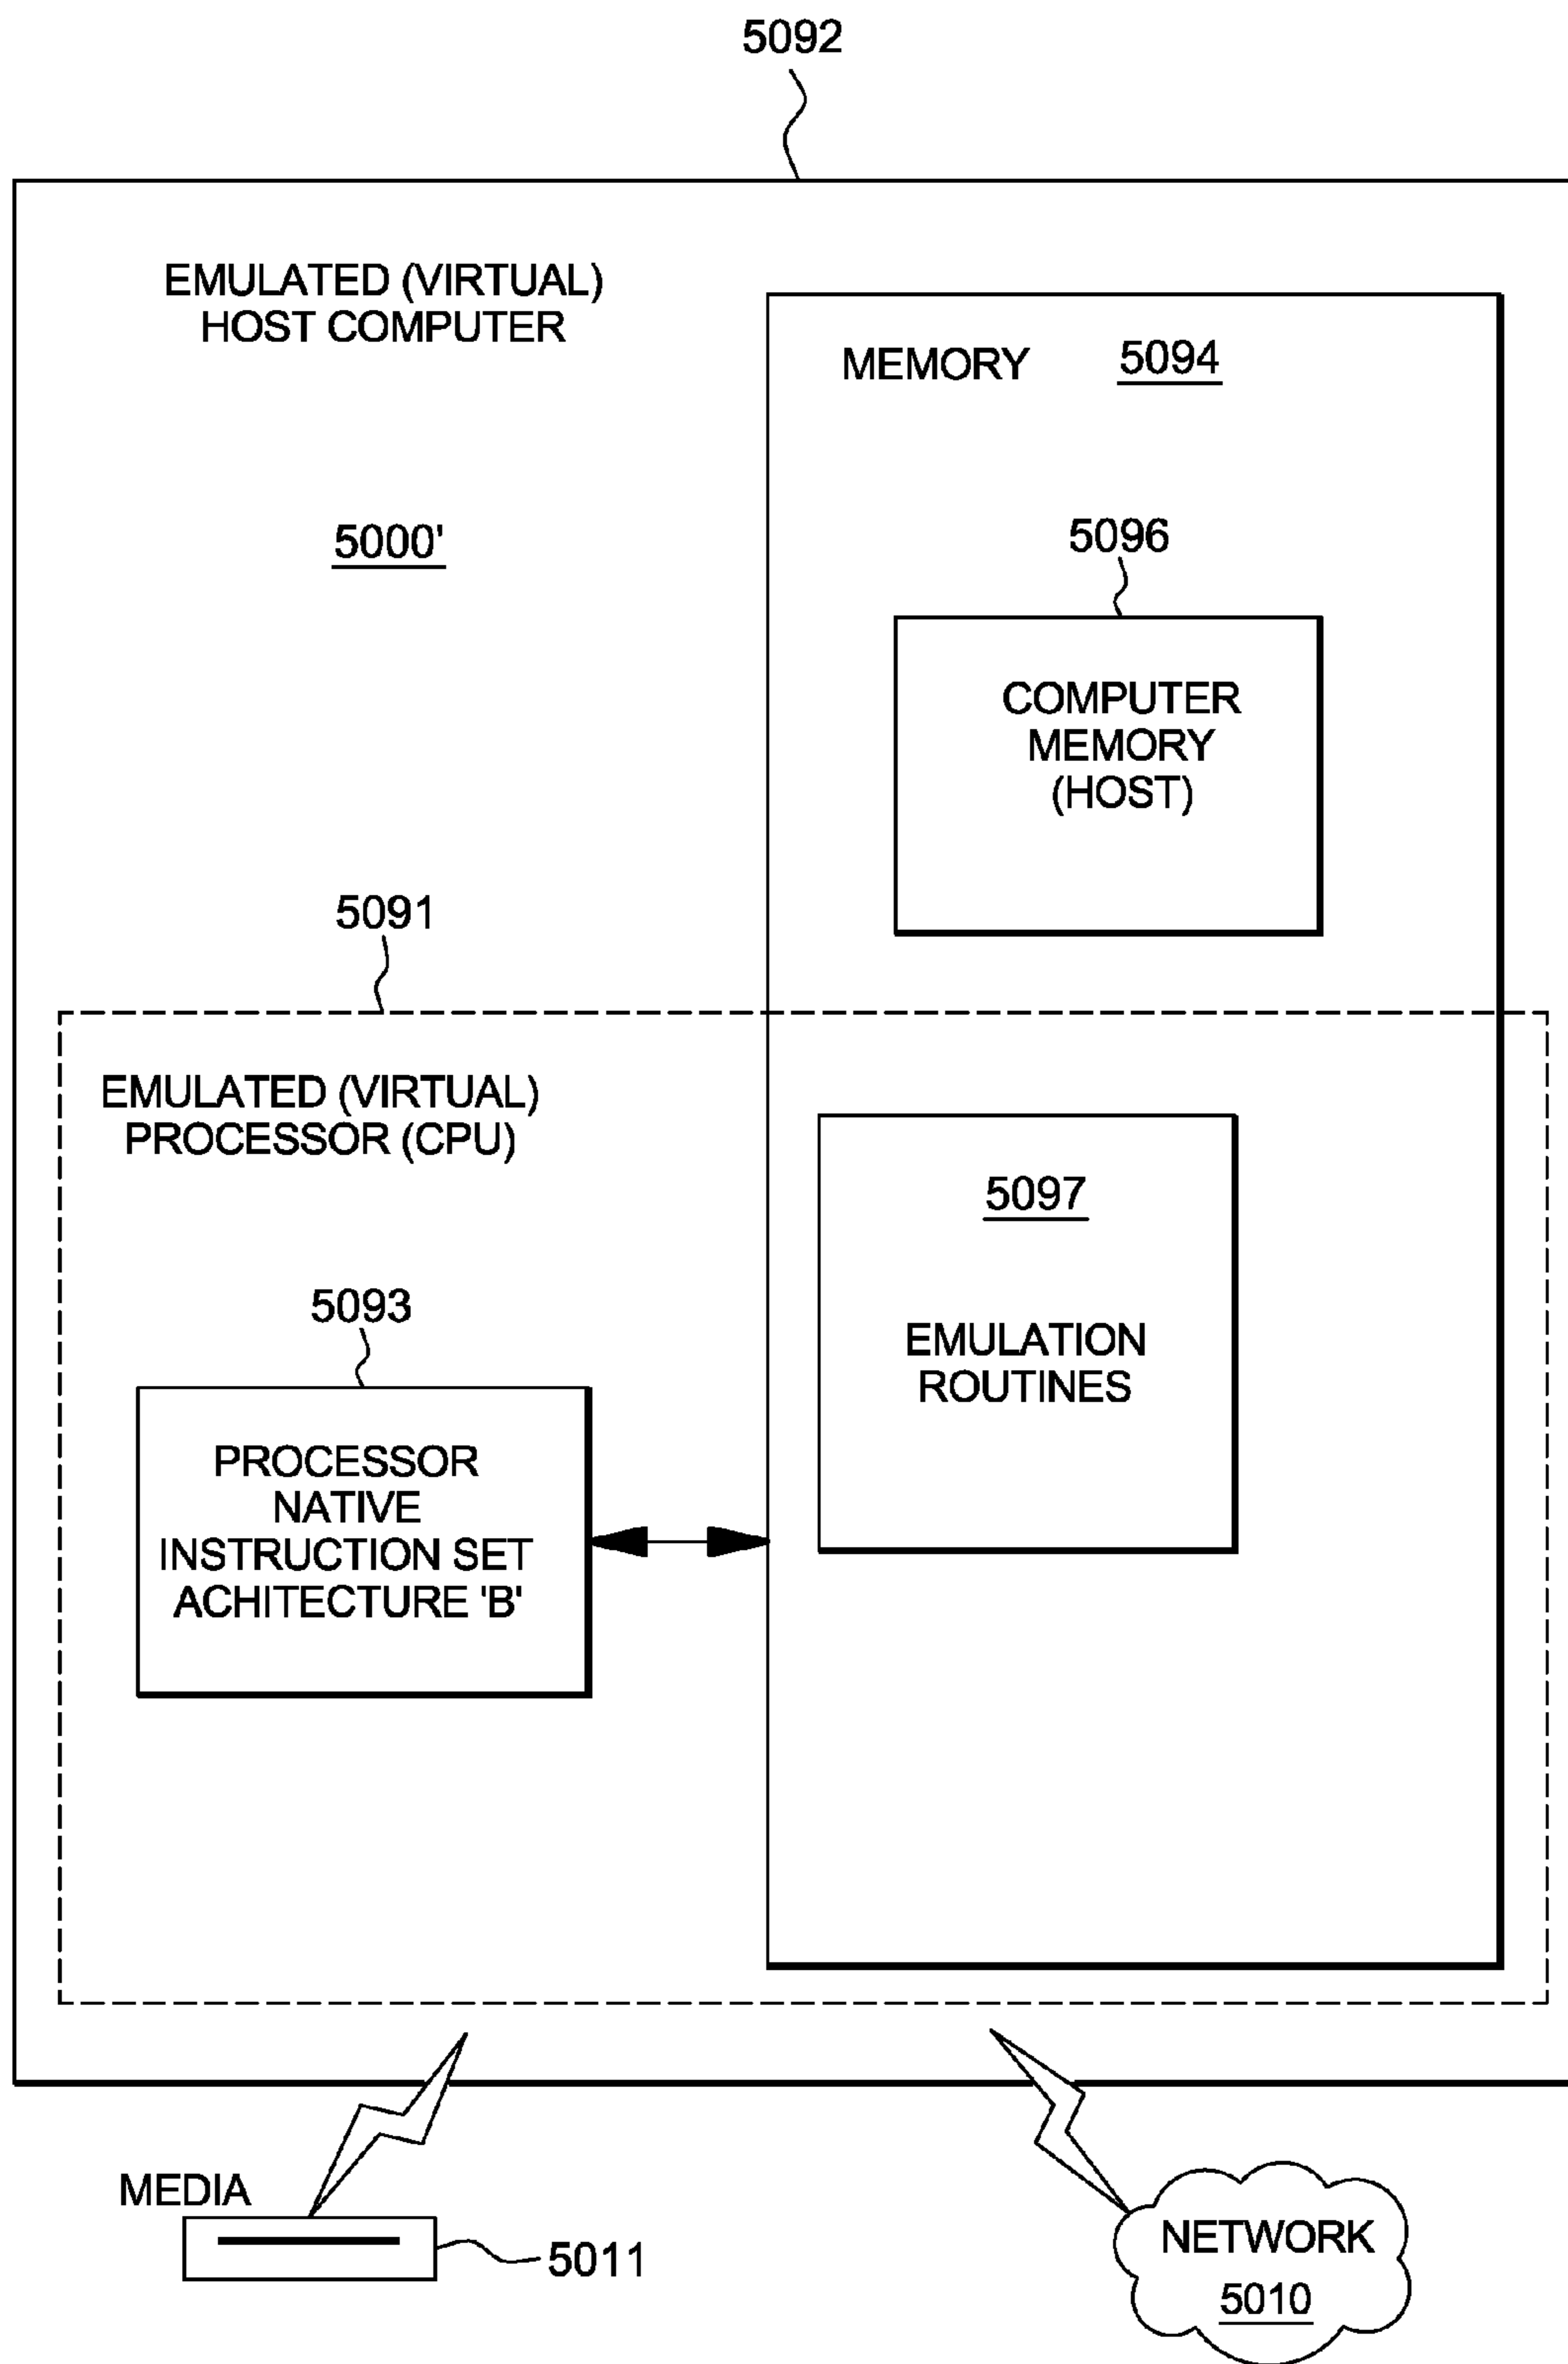 5092
EMULATED (VIRTUAL)
HOST COMPUTER
MEMORY 5094
5000'
5096
COMPUTER
MEMORY
(HOST)
5091
EMULATED (VIRTUAL)
PROCESSOR (CPU)
5097
EMULATION
ROUTINES
5093
PROCESSOR
NATIVE
INSTRUCTION SET
ACHITECTURE 'B'
MEDIA
5011
NETWORK
5010